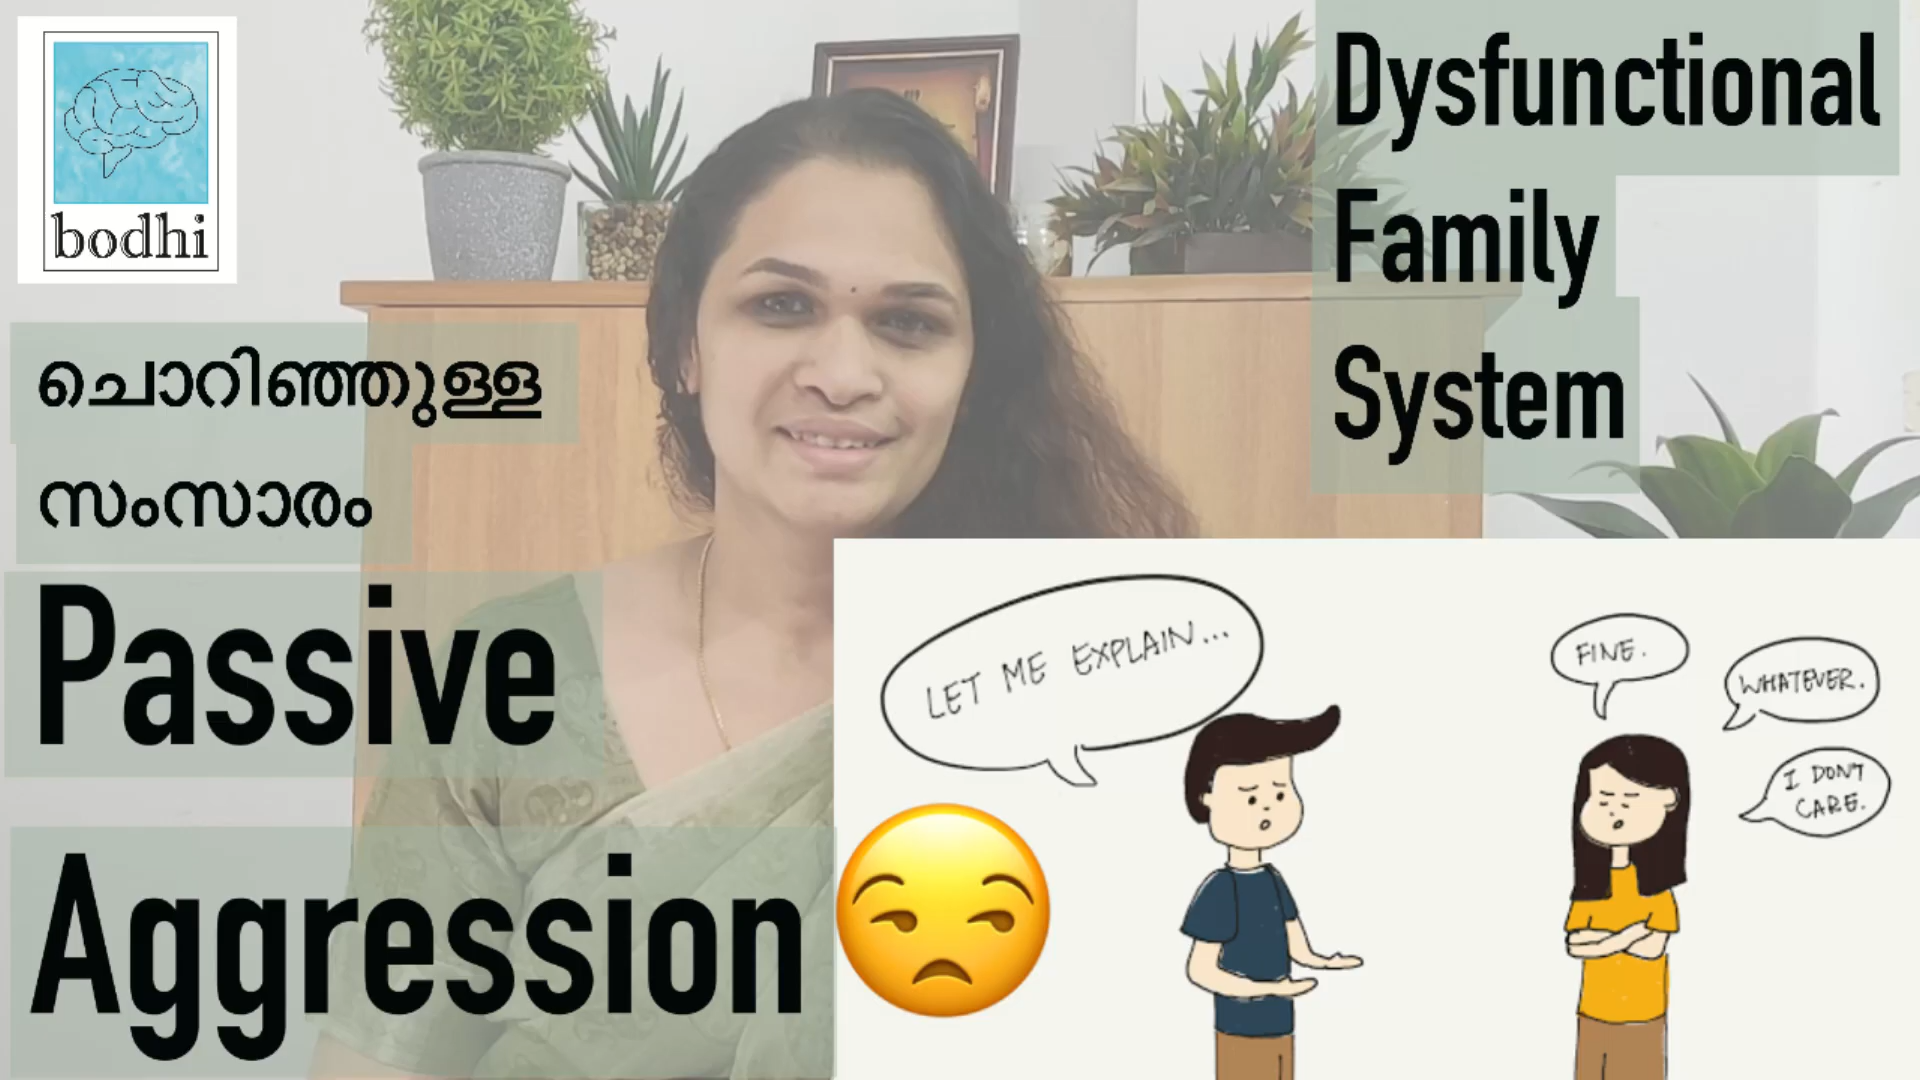 bodhi
ചൊറിഞ്ഞുള്ള
സംസാരം
Passive
Aggression
Dysfunctional
Family
System
LET ME EXPLAIN...
FINE.
WHATEVER.
I DON'T
CARE.